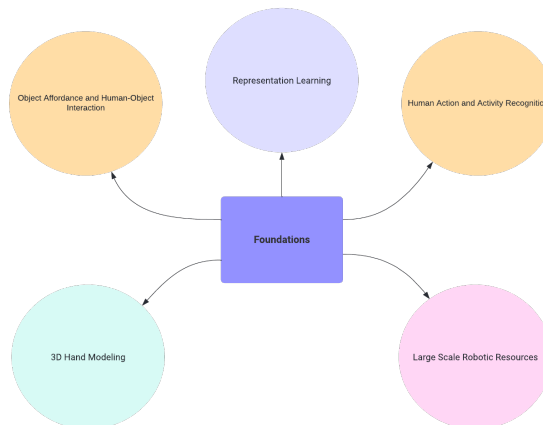 Representation Learning
Object Affordance and Human-Object
Interaction
Human Action and Activity Recognitio
Foundations
3D Hand Modeling
Large Scale Robotic Resources